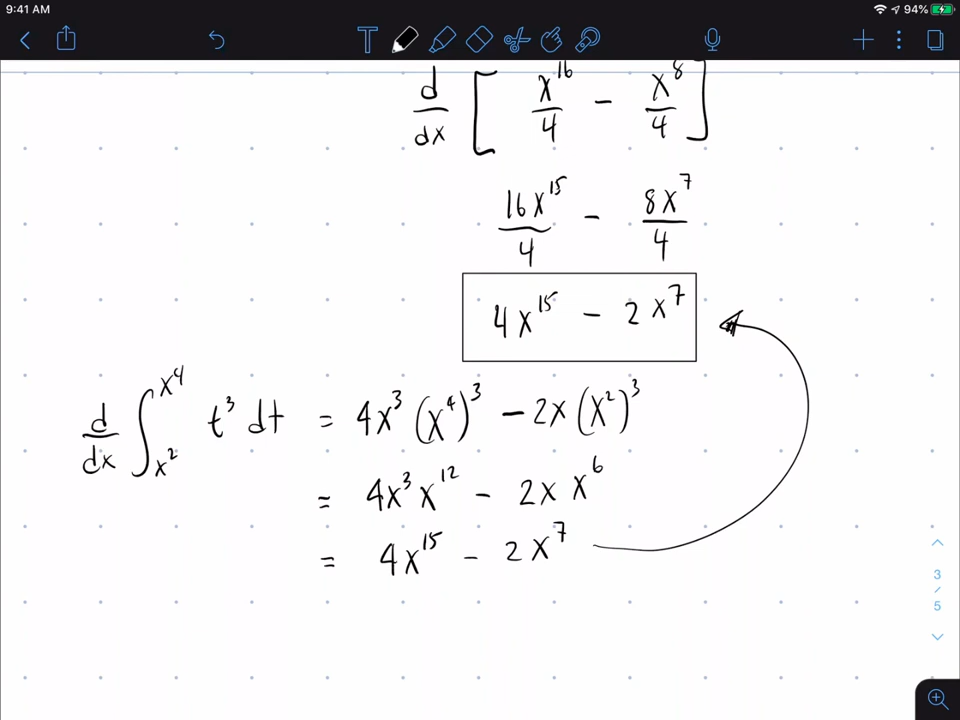 9:41 AM 94%
T
d/dx [ x^16/4 − x^8/4 ]
16x^15/4 − 8x^7/4
4x^15 − 2x^7
d/dx ∫_{x^2}^{x^4} t^3 dt = 4x^3 (x^4)^3 − 2x (x^2)^3
= 4x^3 x^12 − 2x x^6
= 4x^15 − 2x^7
3
/
5